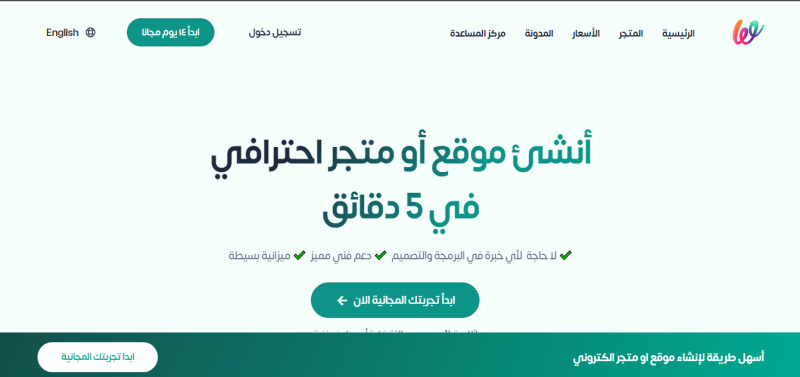 الرئيسية
المتجر
الأسعار
المدونة
مركز المساعدة
تسجيل دخول
ابدأ ١٤ يوم مجانا
English
أنشئ موقع أو متجر احترافي
في 5 دقائق
لا حاجة لأي خبرة في البرمجة والتصميم ✔ دعم فني مميز ✔ ميزانية بسيطة ✔
ابدأ تجربتك المجانية الان ←
أسهل طريقة لإنشاء موقع او متجر الكتروني
ابدا تجربتك المجانية